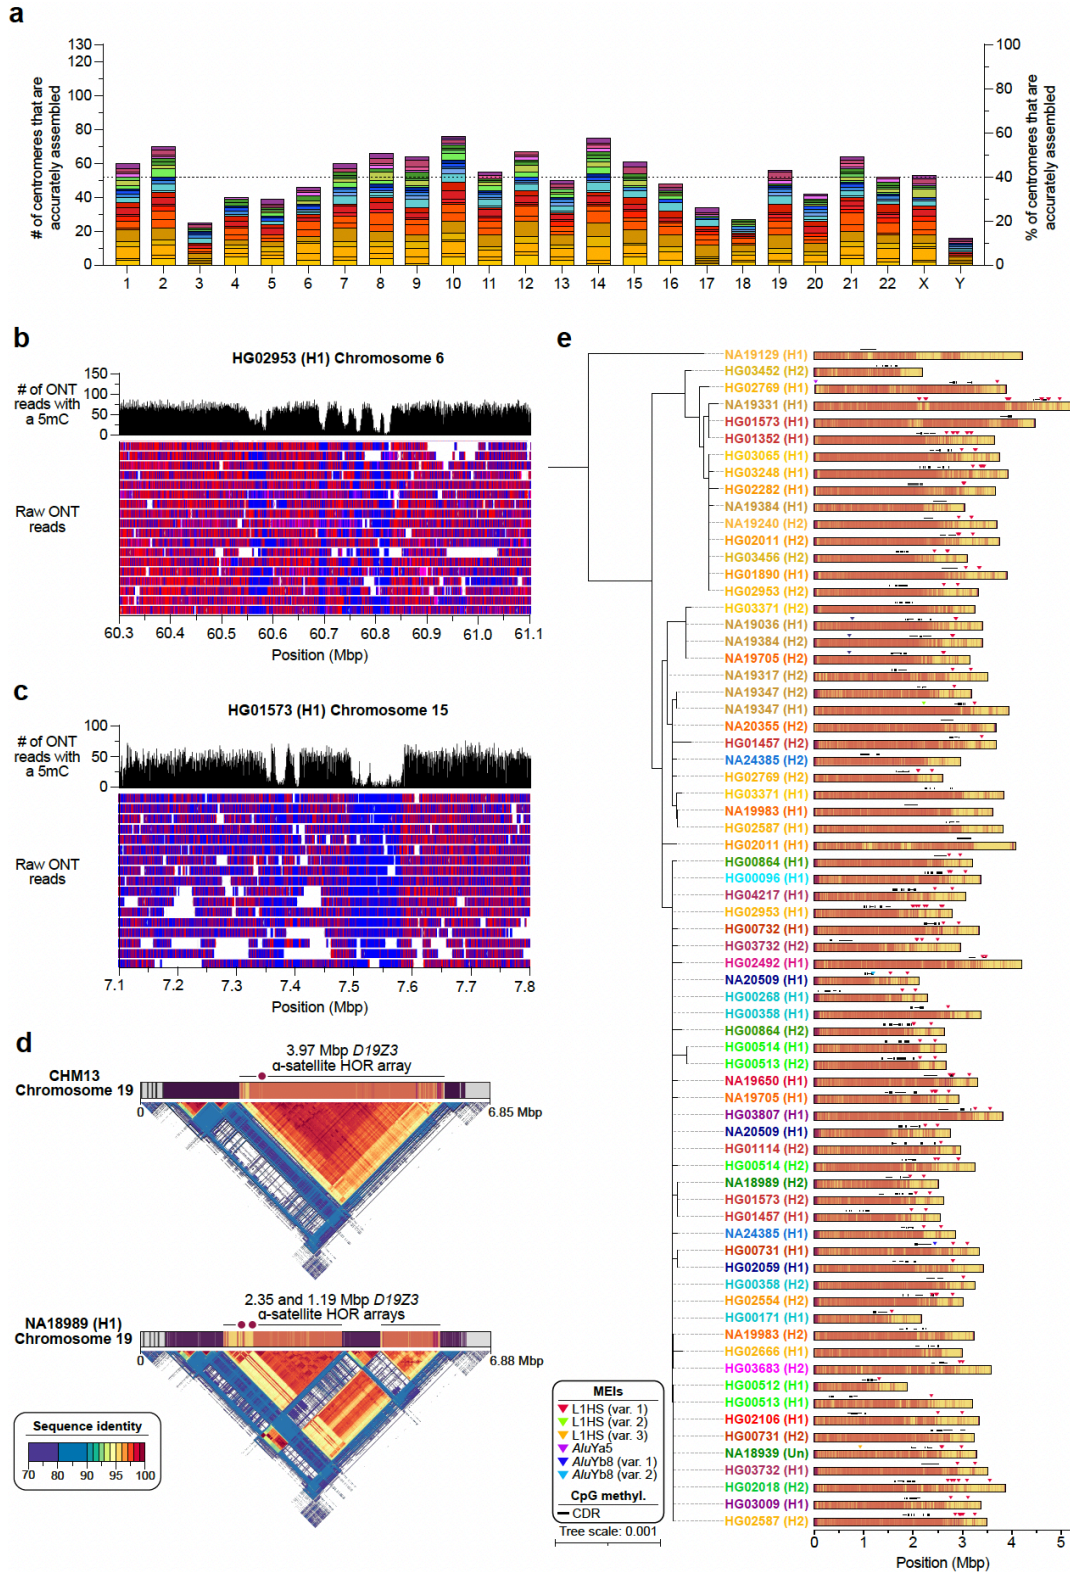 a
# of centromeres that are
accurately assembled
130
100
80
60
40
20
0
100
80
60
40
20
0
% of centromeres that are
accurately assembled
1 2 3 4 5 6 7 8 9 10 11 12 13 14 15 16 17 18 19 20 21 22 X Y
b
HG02953 (H1) Chromosome 6
# of ONT
reads with
a 5mC
150
100
50
0
Raw ONT
reads
60.3 60.4 60.5 60.6 60.7 60.8 60.9 61.0 61.1
Position (Mbp)
c
HG01573 (H1) Chromosome 15
# of ONT
reads with
a 5mC
100
50
0
Raw ONT
reads
7.1 7.2 7.3 7.4 7.5 7.6 7.7 7.8
Position (Mbp)
d
3.97 Mbp D19Z3
α-satellite HOR array
CHM13
Chromosome 19
0
6.85 Mbp
2.35 and 1.19 Mbp D19Z3
α-satellite HOR arrays
NA18989 (H1)
Chromosome 19
0
6.88 Mbp
Sequence identity
70 80 90 95 100
e
NA19129 (H1)
HG03452 (H2)
HG02769 (H1)
NA19331 (H1)
HG01573 (H1)
HG01352 (H1)
HG03065 (H1)
HG03248 (H1)
HG02282 (H1)
NA19384 (H1)
NA19240 (H2)
HG02011 (H2)
HG03456 (H2)
HG01890 (H1)
HG02953 (H2)
HG03371 (H2)
NA19036 (H1)
NA19384 (H2)
NA19705 (H2)
NA19317 (H2)
NA19347 (H2)
NA19347 (H1)
NA20355 (H2)
HG01457 (H2)
NA24385 (H2)
HG02769 (H2)
HG03371 (H1)
NA19983 (H1)
HG02587 (H1)
HG02011 (H1)
HG00864 (H1)
HG00096 (H1)
HG04217 (H1)
HG02953 (H1)
HG00732 (H1)
HG03732 (H2)
HG02492 (H1)
NA20509 (H1)
HG00268 (H1)
HG00358 (H1)
HG00864 (H2)
HG00514 (H1)
HG00513 (H2)
NA19650 (H1)
NA19705 (H1)
HG03807 (H1)
NA20509 (H1)
HG01114 (H2)
HG00514 (H2)
NA18989 (H2)
HG01573 (H2)
HG01457 (H1)
NA24385 (H1)
HG00731 (H1)
HG02059 (H1)
HG00358 (H2)
HG02554 (H2)
HG00171 (H1)
NA19983 (H2)
HG02666 (H1)
HG03683 (H2)
HG00512 (H1)
HG00513 (H1)
HG02106 (H1)
HG00731 (H2)
NA18939 (Un)
HG03732 (H1)
HG02018 (H2)
HG03009 (H1)
HG02587 (H2)
MEIs
L1HS (var. 1)
L1HS (var. 2)
L1HS (var. 3)
AluYa5
AluYb8 (var. 1)
AluYb8 (var. 2)
CpG methyl.
CDR
Tree scale: 0.001
0 1 2 3 4 5
Position (Mbp)